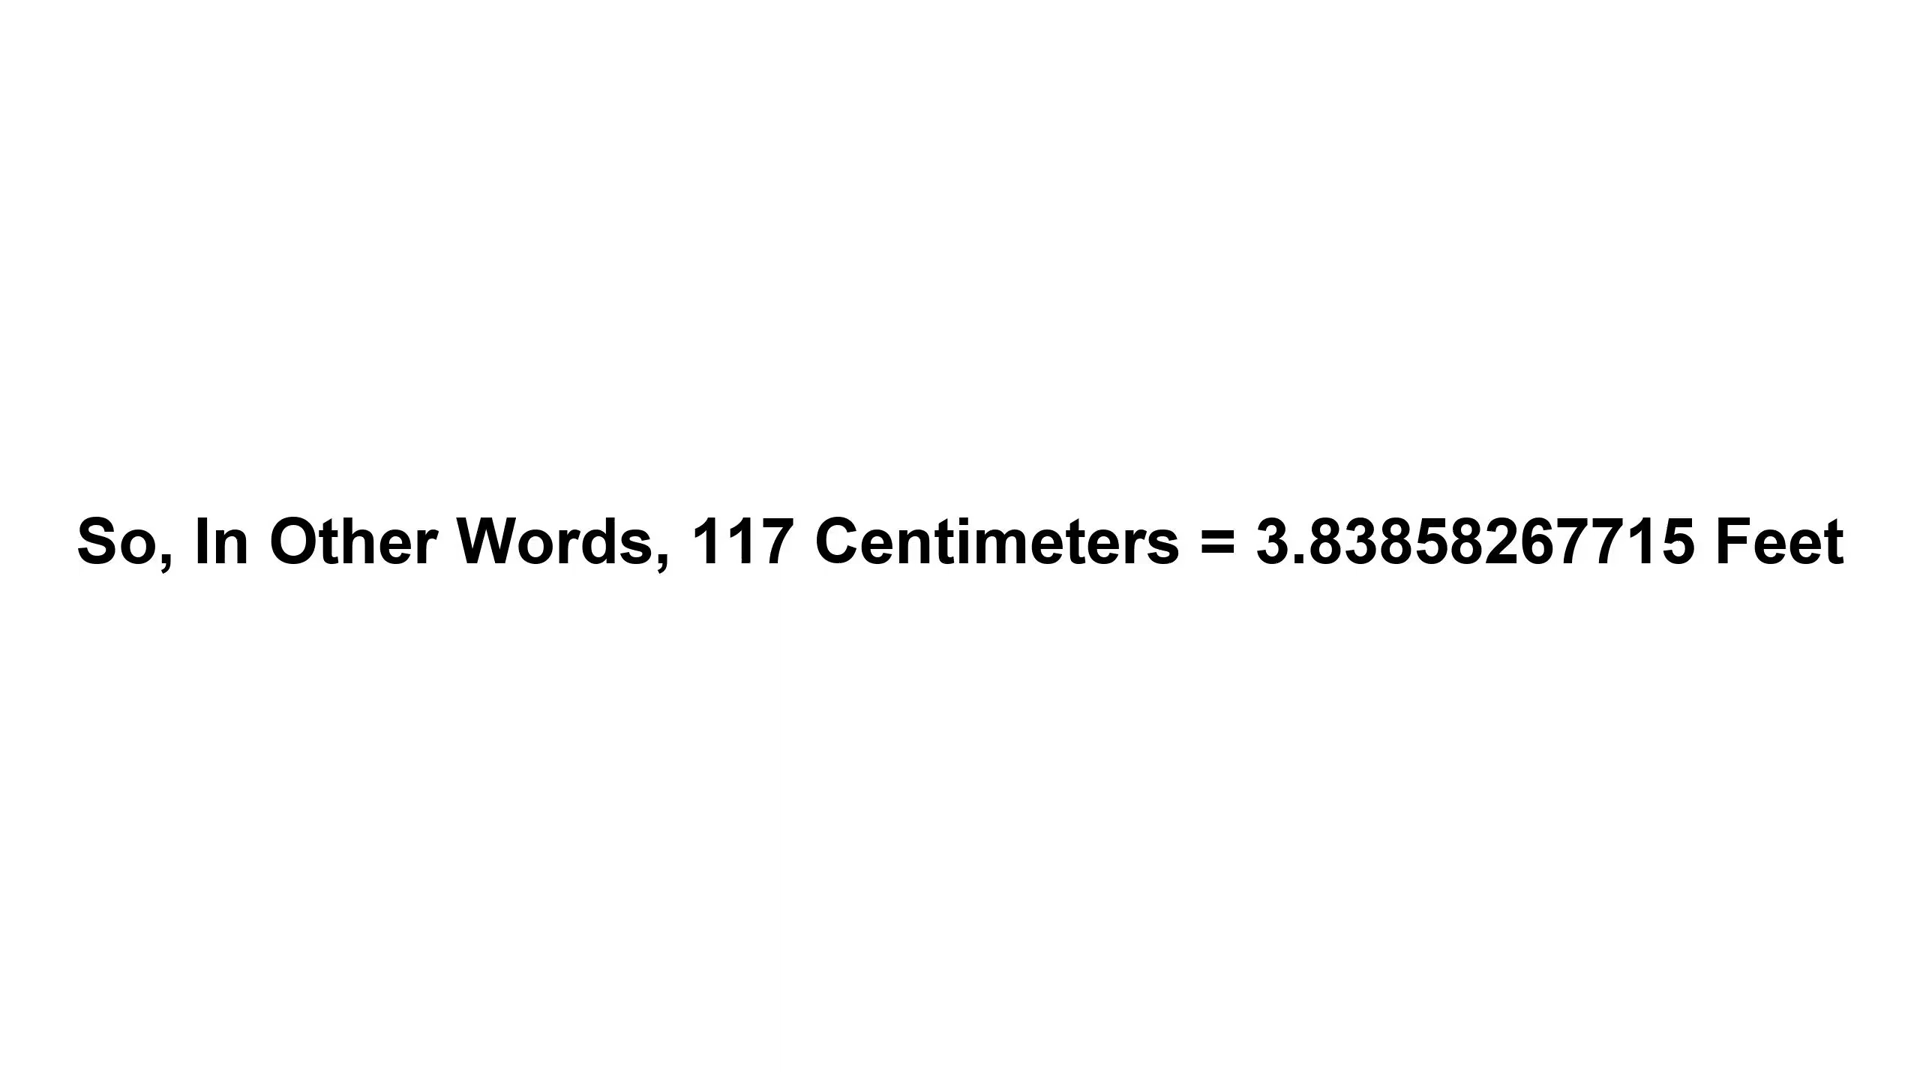 So, In Other Words, 117 Centimeters = 3.83858267715 Feet